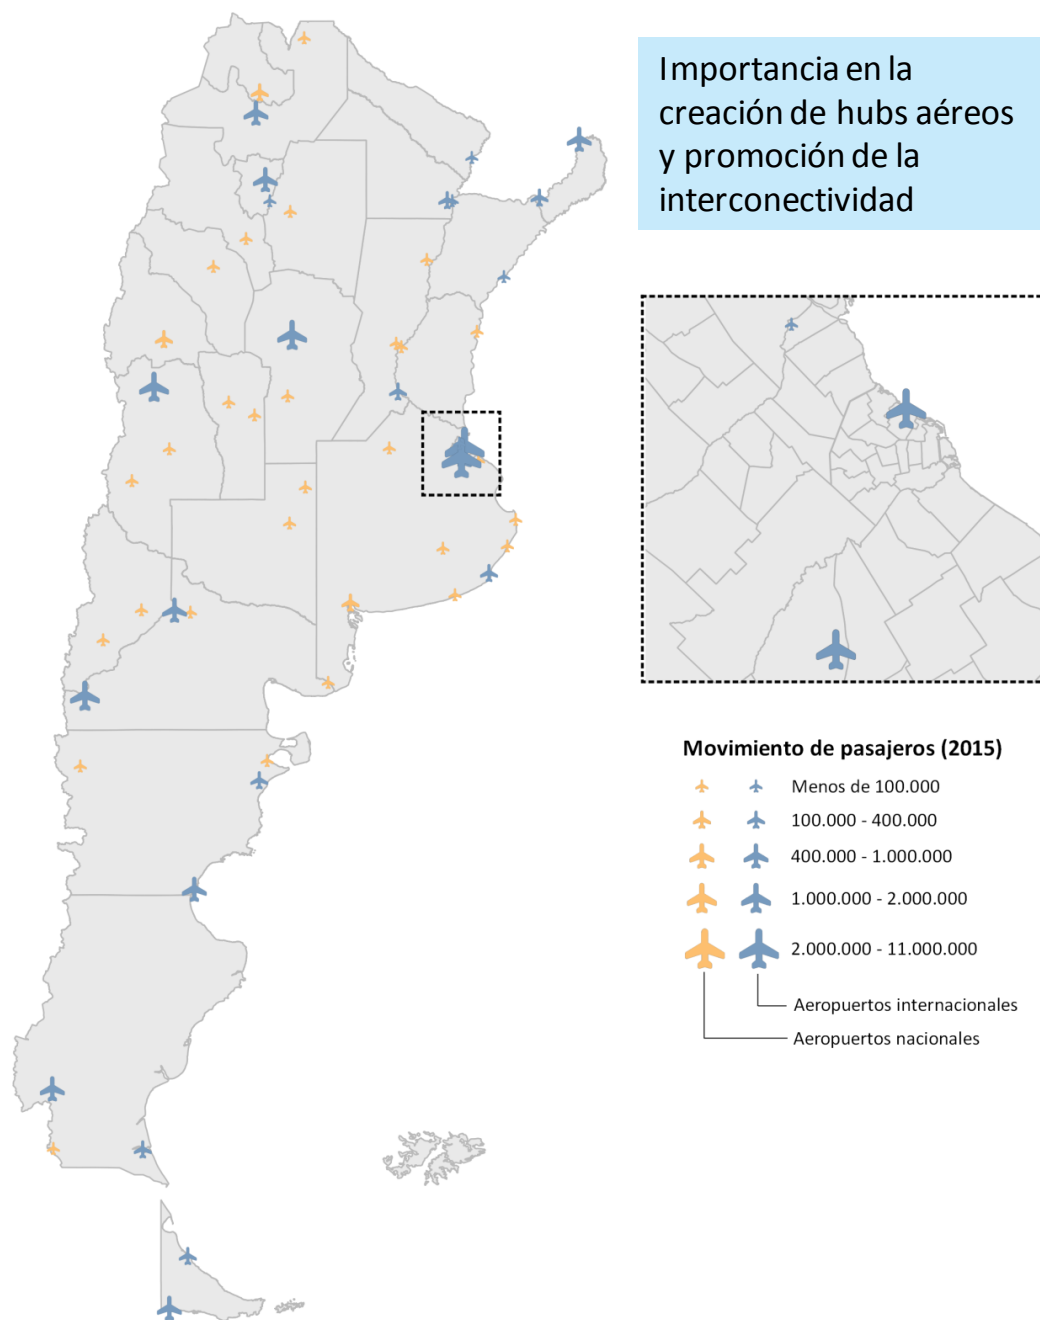 Importancia en la
creación de hubs aéreos
y promoción de la
interconectividad
Movimiento de pasajeros (2015)
Menos de 100.000
100.000 - 400.000
400.000 - 1.000.000
1.000.000 - 2.000.000
2.000.000 - 11.000.000
Aeropuertos internacionales
Aeropuertos nacionales